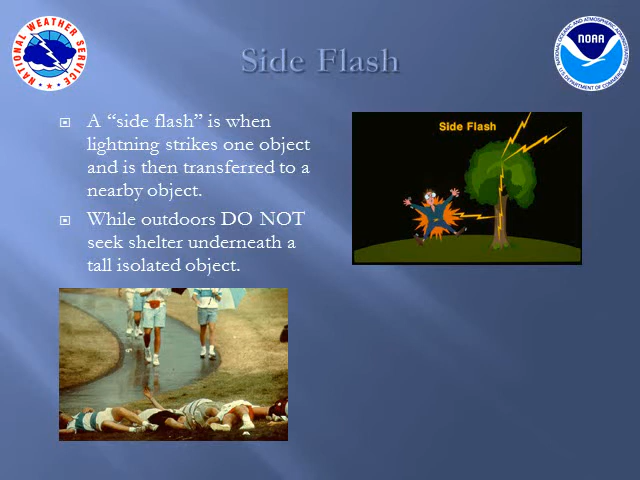 NATIONAL WEATHER SERVICE
Side Flash
NOAA
NATIONAL OCEANIC AND ATMOSPHERIC ADMINISTRATION
U.S. DEPARTMENT OF COMMERCE
A “side flash” is when
lightning strikes one object
and is then transferred to a
nearby object.
While outdoors DO NOT
seek shelter underneath a
tall isolated object.
Side Flash